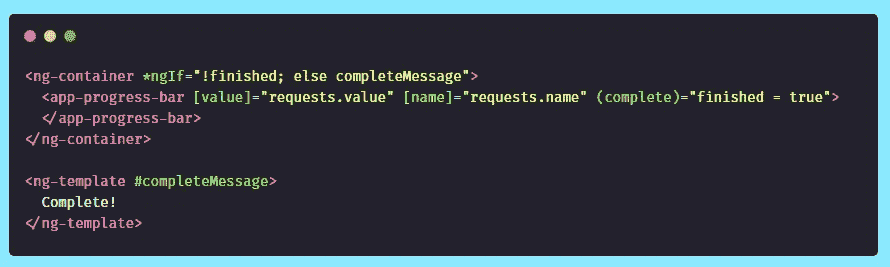 <ng-container *ngIf="!finished; else completeMessage">
  <app-progress-bar [value]="requests.value" [name]="requests.name" (complete)="finished = true">
  </app-progress-bar>
</ng-container>

<ng-template #completeMessage>
  Complete!
</ng-template>